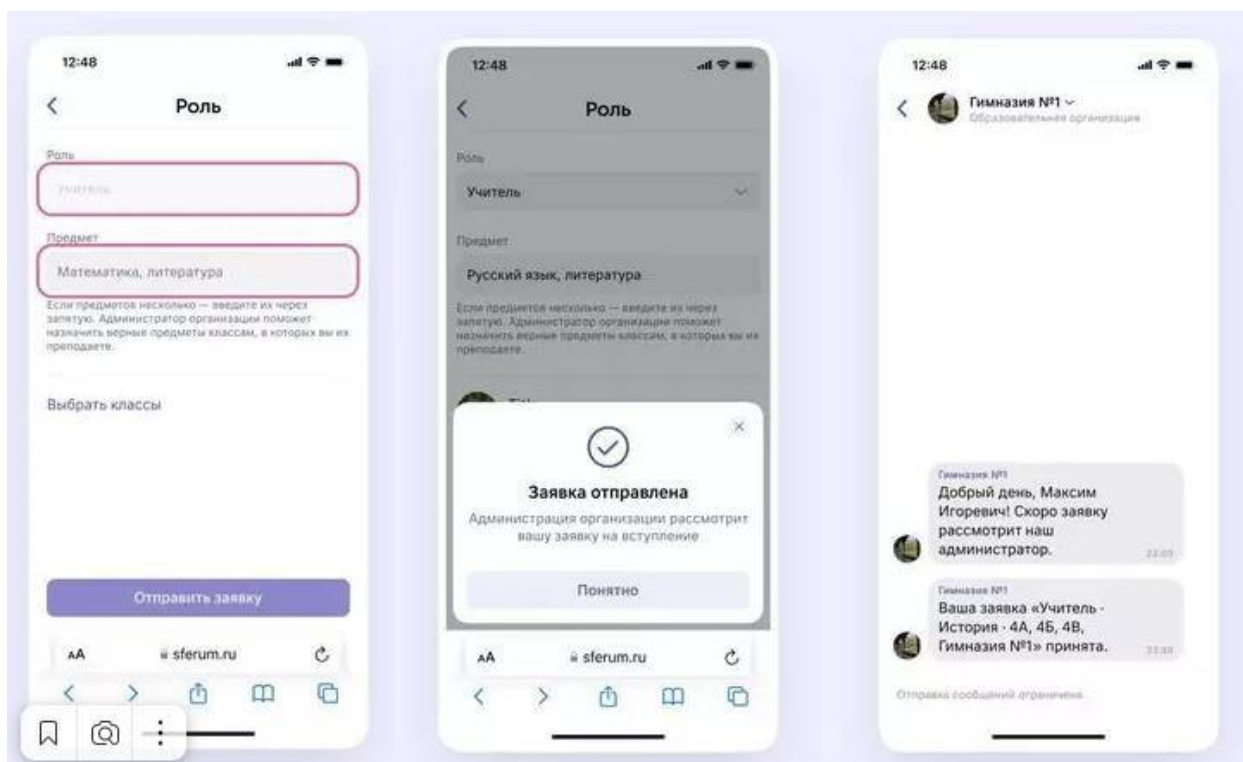 12:48
Роль
Роль
Учитель
Предмет
Математика, литература
Если предметов несколько — введите их через
запятую. Администратор организации поможет
назначить верные предметы классам, в которых вы их
преподаете.
Выбрать классы
Отправить заявку
AA
sferum.ru
12:48
Роль
Роль
Учитель
Предмет
Русский язык, литература
Если предметов несколько — введите их через
запятую. Администратор организации поможет
назначить верные предметы классам, в которых вы их
преподаете.
Заявка отправлена
Администрация организации рассмотрит
вашу заявку на вступление
Понятно
AA
sferum.ru
12:48
Гимназия №1
Образовательная организация
Гимназия №1
Добрый день, Максим
Игоревич! Скоро заявку
рассмотрит наш
администратор.
Гимназия №1
Ваша заявка «Учитель ·
История · 4А, 4Б, 4В,
Гимназия №1» принята.
Отправка сообщений ограничена